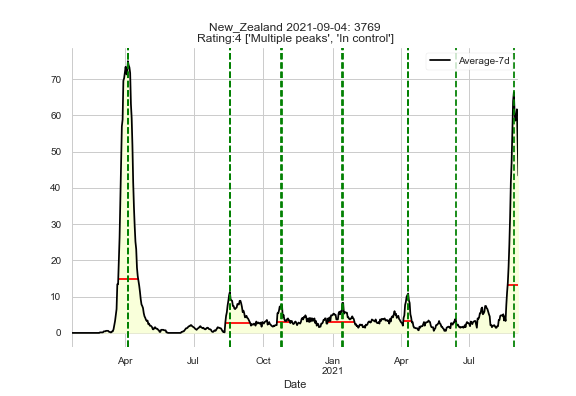 New_Zealand 2021-09-04: 3769
Rating:4 ['Multiple peaks', 'In control']
Average-7d
70
60
50
40
30
20
10
0
Apr Jul Oct Jan Apr Jul
2021
Date